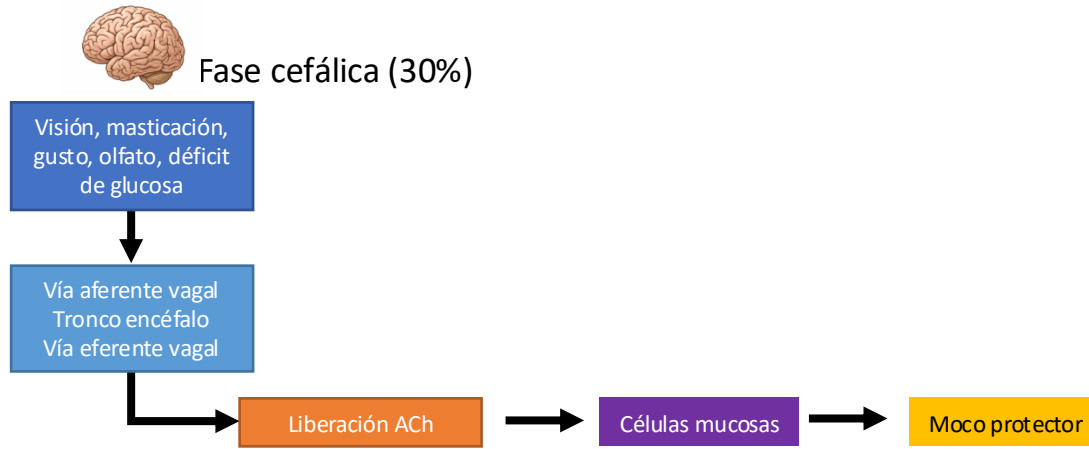 Fase cefálica (30%)
Visión, masticación,
gusto, olfato, déficit
de glucosa
Vía aferente vagal
Tronco encéfalo
Vía eferente vagal
Liberación ACh
Células mucosas
Moco protector